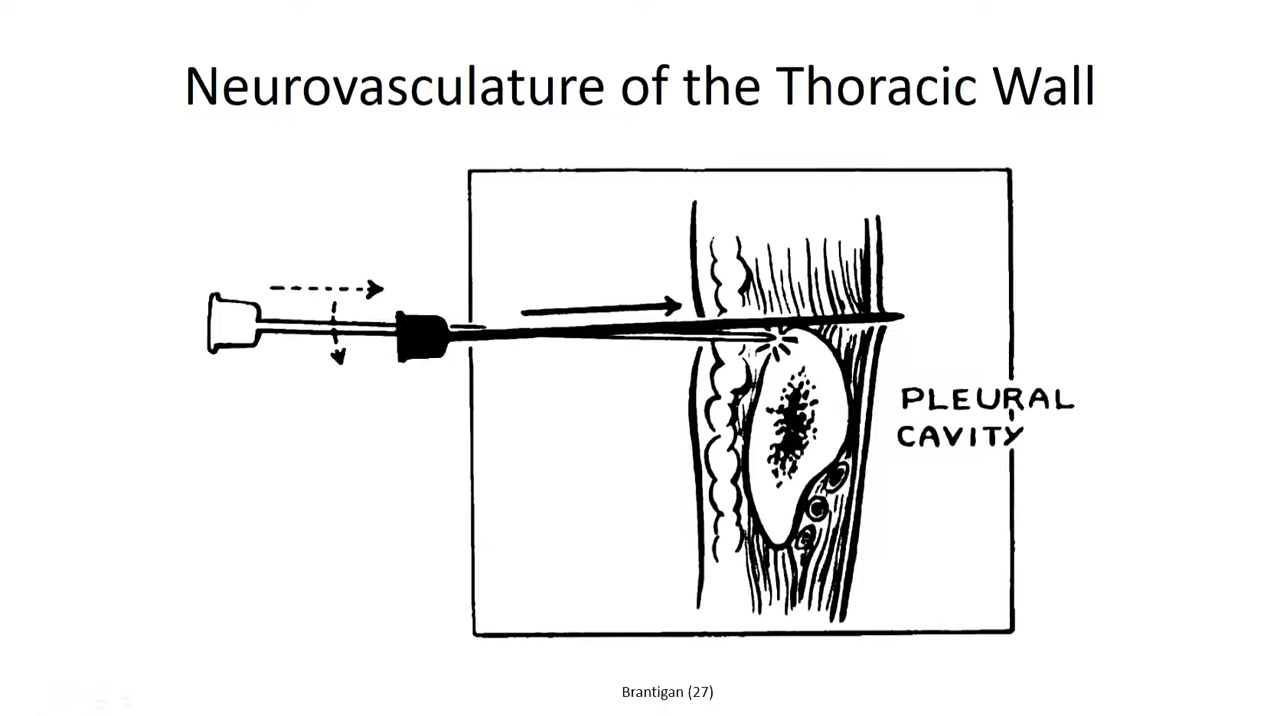 Neurovasculature of the Thoracic Wall
PLEURAL
CAVITY
Brantigan (27)